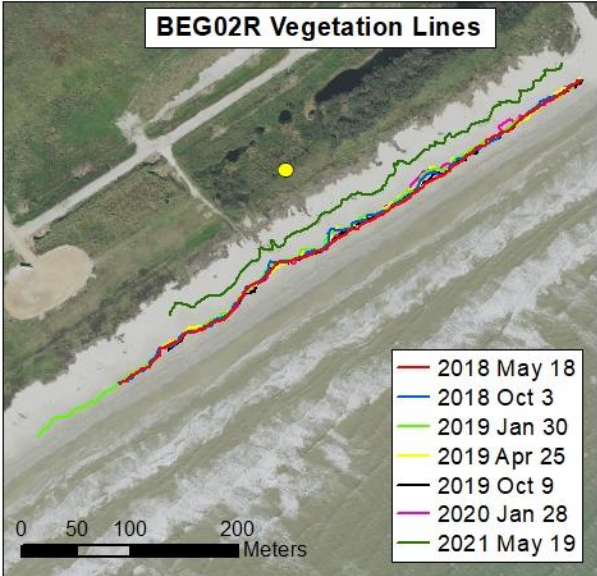 BEG02R Vegetation Lines
2018 May 18
2018 Oct 3
2019 Jan 30
2019 Apr 25
2019 Oct 9
2020 Jan 28
2021 May 19
0 50 100 200
Meters